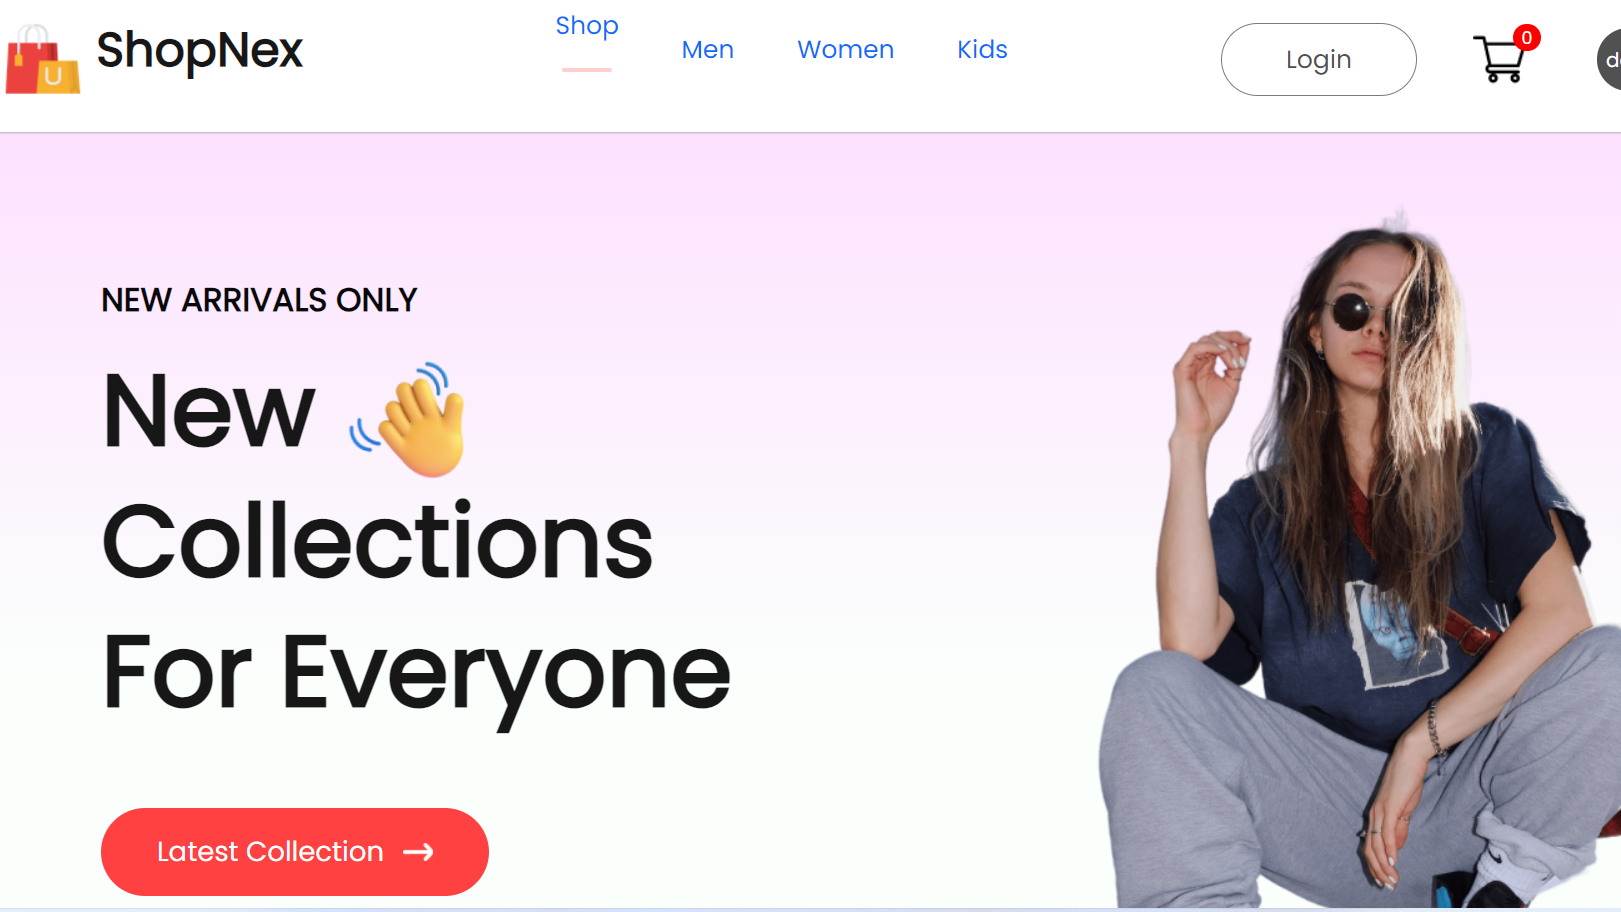 ShopNex
Shop
Men
Women
Kids
Login
0
NEW ARRIVALS ONLY
New
Collections
For Everyone
Latest Collection